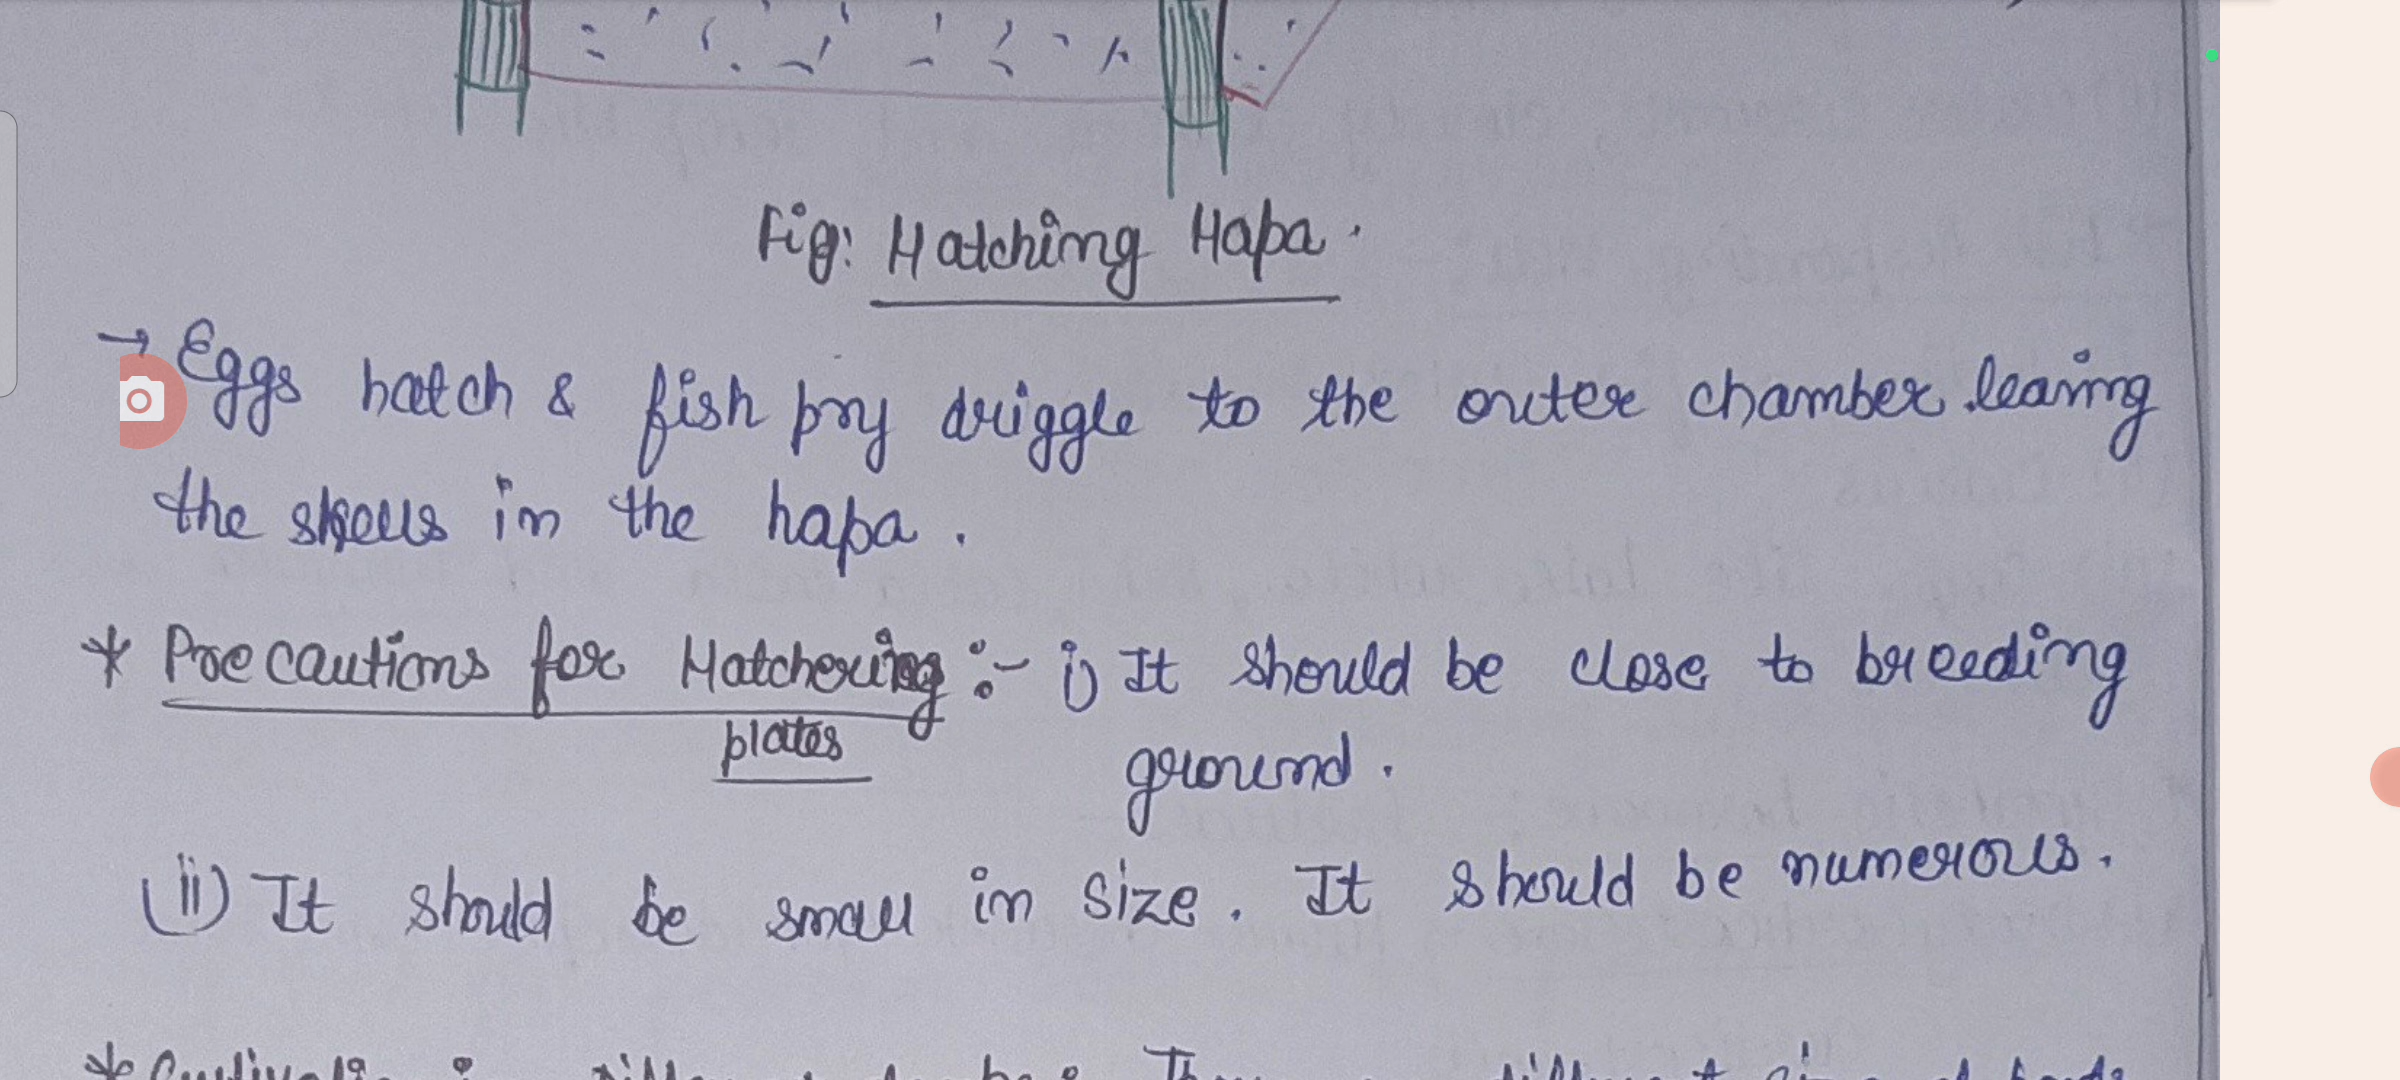 Fig: Hatching Hapa.
→ Eggs hatch & fish pry driggle to the outer chamber leaving
the shells in the hapa.
* Precautions for Hatchering :- i) It should be close to breeding
plates
ground.
(ii) It should be small in size. It should be numerous.